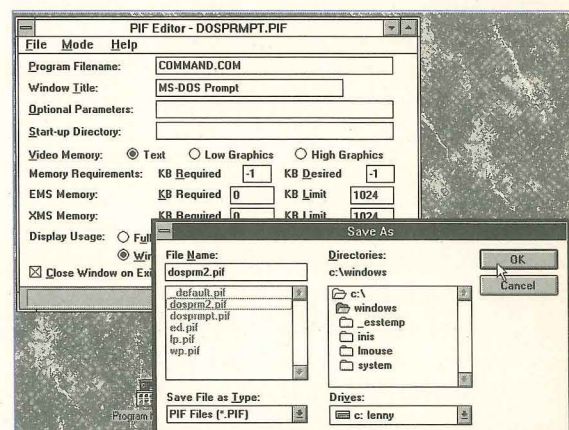 PIF Editor - DOSPRMPT.PIF
File Mode Help
Program Filename: COMMAND.COM
Window Title: MS-DOS Prompt
Optional Parameters:
Start-up Directory:
Video Memory: Text Low Graphics High Graphics
Memory Requirements: KB Required -1 KB Desired -1
EMS Memory: KB Required 0 KB Limit 1024
XMS Memory: KB Required 0 KB Limit 1024
Display Usage:
Close Window on
Save As
File Name:
dosprm2.pif
_default.pif
dosprm2.pif
dosprmpt.pif
ed.pif
lp.pif
wp.pif
Save File as Type:
PIF Files (*.PIF)
Directories:
c:\windows
c:\
windows
_esstemp
inis
lmouse
system
Drives:
c: lenny
OK
Cancel
Program